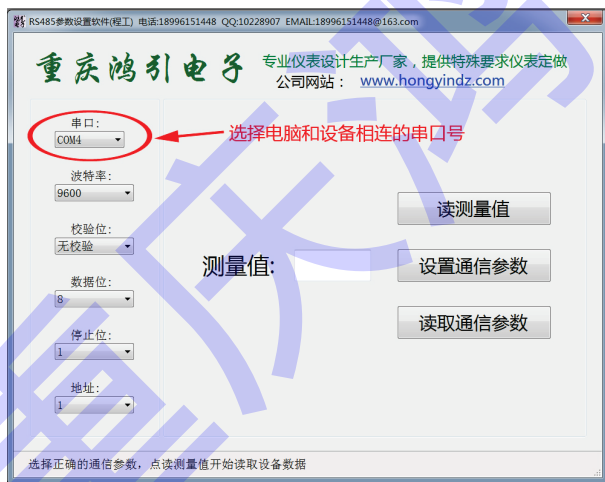 RS485参数设置软件(程工) 电话:18996151448 QQ:10228907 EMAIL:18996151448@163.com
重庆鸿引电子
专业仪表设计生产厂家，提供特殊要求仪表定做
公司网站： www.hongyindz.com
串口:
COM4
选择电脑和设备相连的串口号
波特率:
9600
校验位:
无校验
数据位:
8
停止位:
1
地址:
1
测量值:
读测量值
设置通信参数
读取通信参数
选择正确的通信参数，点读测量值开始读取设备数据
重庆鸿